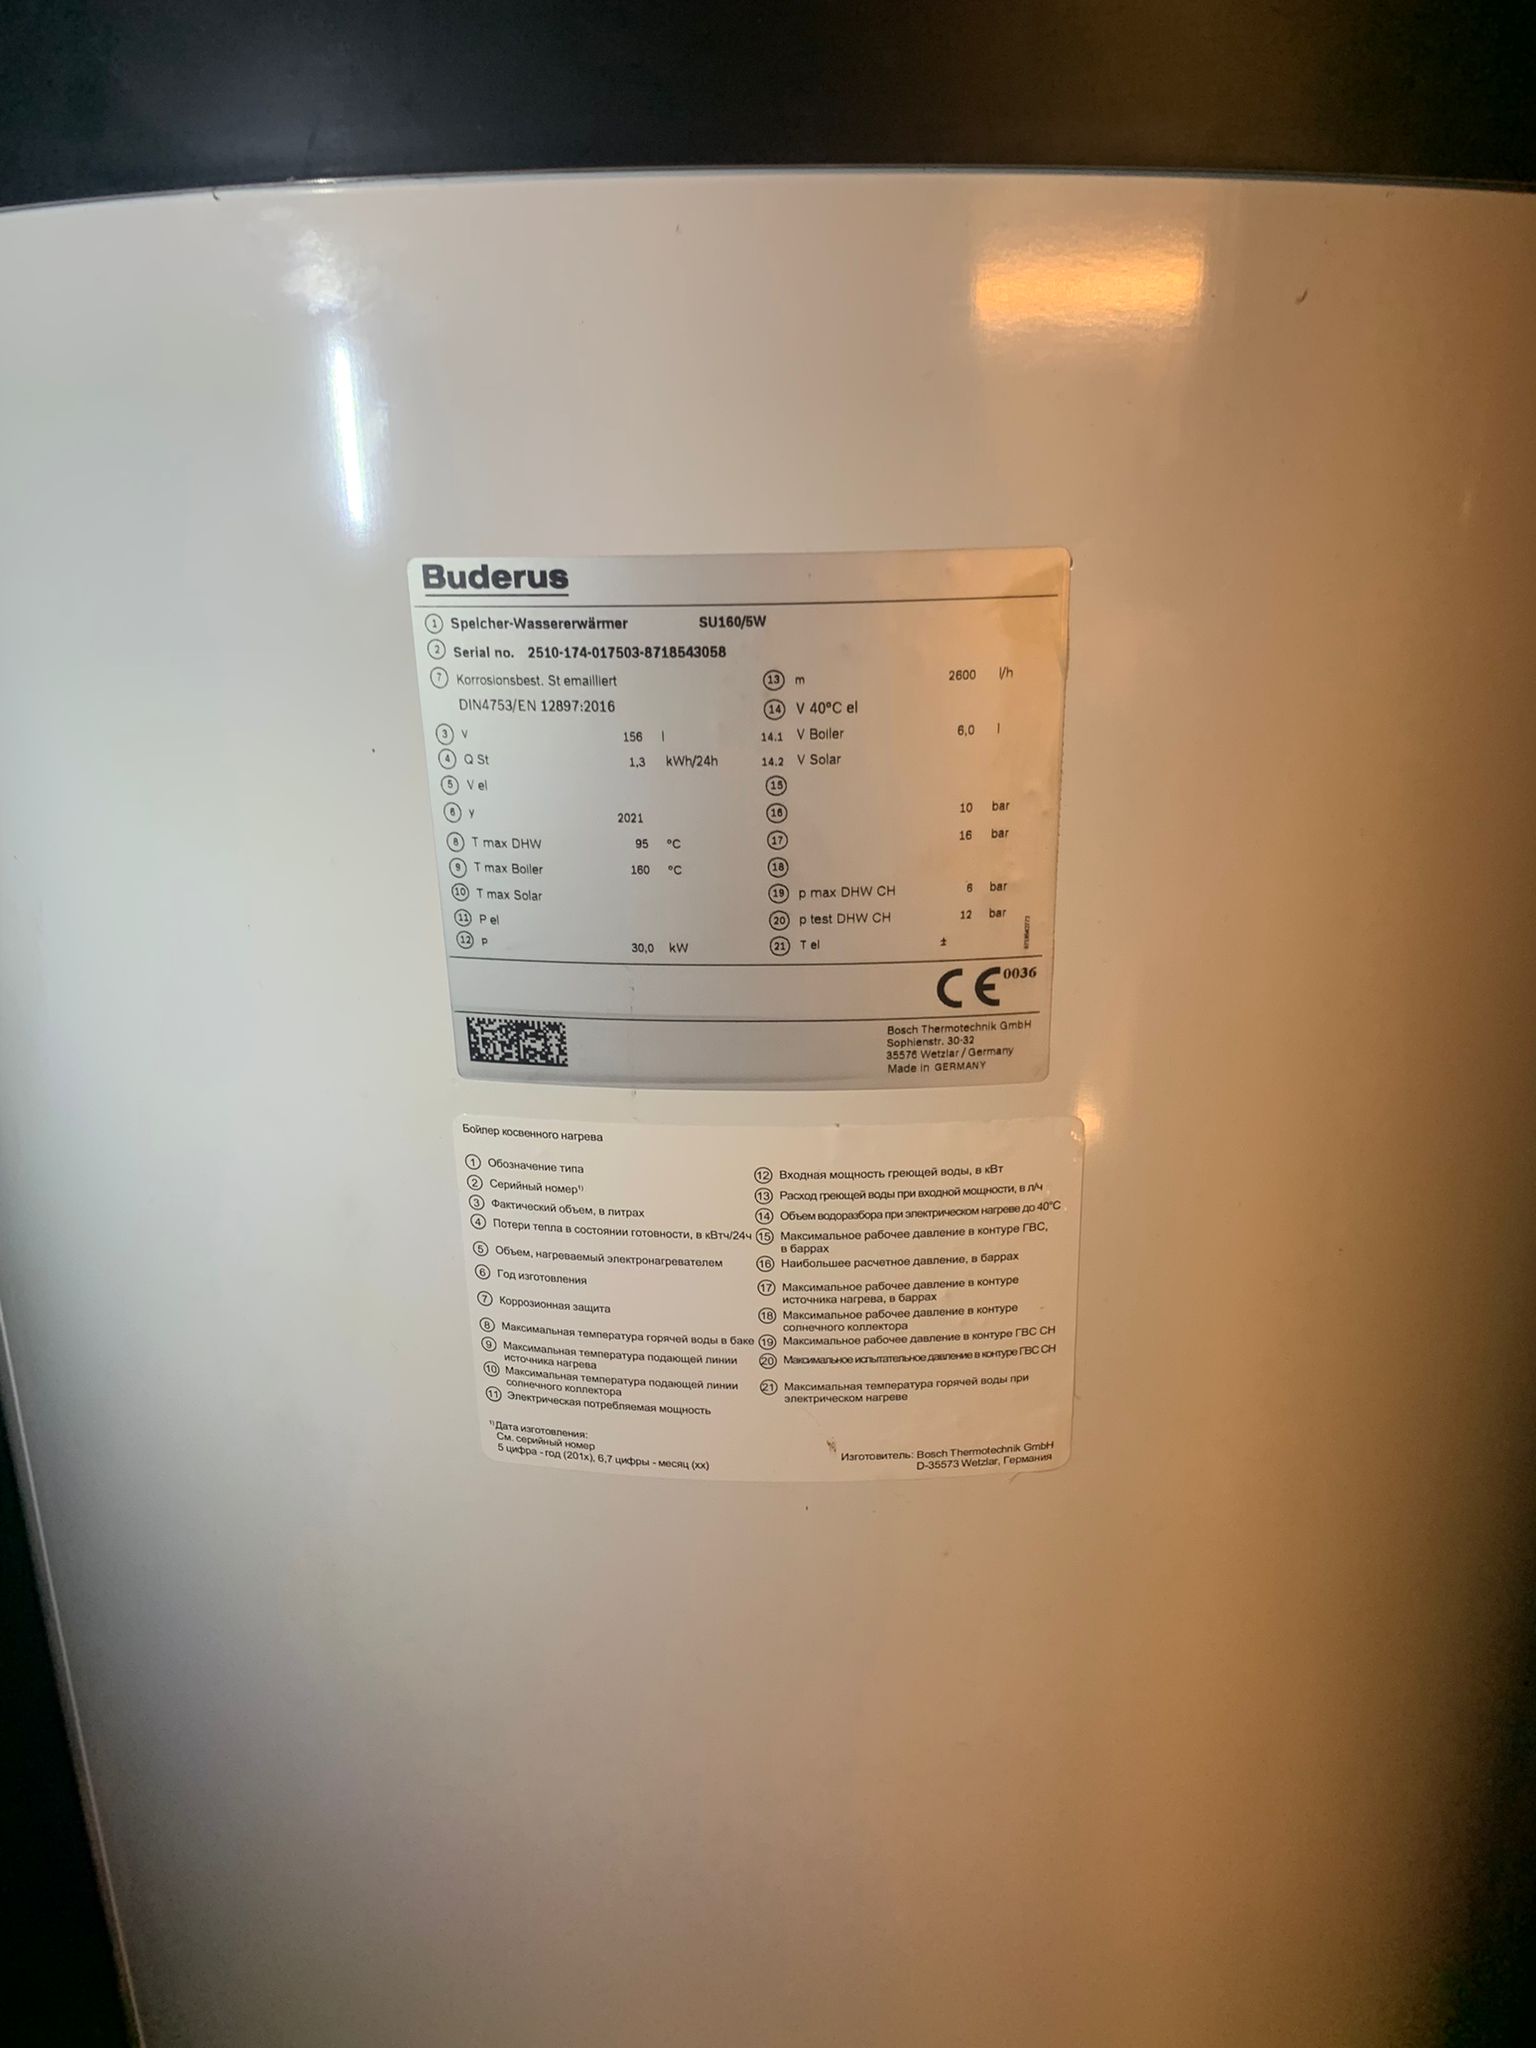 Buderus
① Speicher-Wassererwärmer SU160/5W
② Serial no. 2510-174-017503-8718543058
⑦ Korrosionsbest. St emailliert
DIN4753/EN 12897:2016
③ V 156 l
④ Q St 1,3 kWh/24h
⑤ V el
⑥ y 2021
⑧ T max DHW 95 °C
⑨ T max Boiler 160 °C
⑩ T max Solar
⑪ P el
⑫ P 30,0 kW
⑬ m 2600 l/h
⑭ V 40°C el
14.1 V Boiler 6,0 l
14.2 V Solar
⑮
⑯ 10 bar
⑰ 16 bar
⑱
⑲ p max DHW CH 6 bar
⑳ p test DHW CH 12 bar
㉑ T el ±
CE 0036
Bosch Thermotechnik GmbH
Sophienstr. 30-32
35576 Wetzlar / Germany
Made in GERMANY
Бойлер косвенного нагрева
① Обозначение типа
② Серийный номер¹⁾
③ Фактический объем, в литрах
④ Потери тепла в состоянии готовности, в кВтч/24ч
⑤ Объем, нагреваемый электронагревателем
⑥ Год изготовления
⑦ Коррозионная защита
⑧ Максимальная температура горячей воды в баке
⑨ Максимальная температура подающей линии
источника нагрева
⑩ Максимальная температура подающей линии
солнечного коллектора
⑪ Электрическая потребляемая мощность
¹⁾Дата изготовления:
См. серийный номер
5 цифра - год (201x), 6,7 цифры - месяц (xx)
⑫ Входная мощность греющей воды, в кВт
⑬ Расход греющей воды при входной мощности, в л/ч
⑭ Объем водоразбора при электрическом нагреве до 40°C
⑮ Максимальное рабочее давление в контуре ГВС,
в баррах
⑯ Наибольшее расчетное давление, в баррах
⑰ Максимальное рабочее давление в контуре
источника нагрева, в баррах
⑱ Максимальное рабочее давление в контуре
солнечного коллектора
⑲ Максимальное рабочее давление в контуре ГВС CH
⑳ Максимальное испытательное давление в контуре ГВС CH
㉑ Максимальная температура горячей воды при
электрическом нагреве
Изготовитель: Bosch Thermotechnik GmbH
D-35573 Wetzlar, Германия